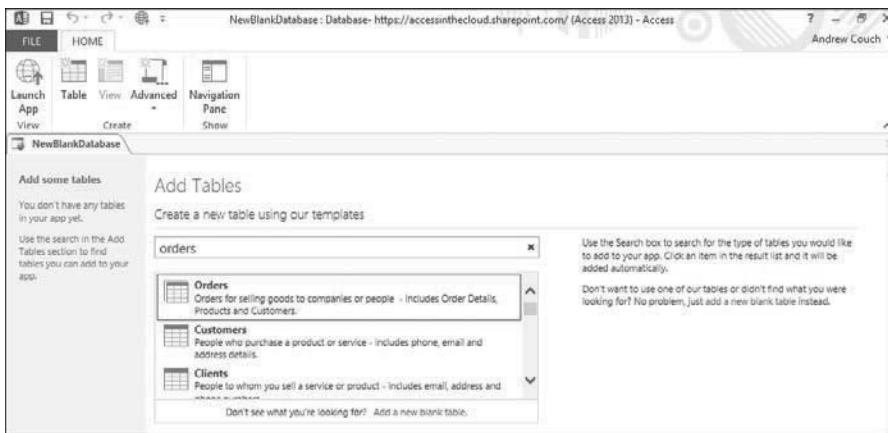 NewBlankDatabase : Database- https://accessinthecloud.sharepoint.com/ (Access 2013) - Access
?
FILE
HOME
Andrew Couch
Launch App
Table
View
Advanced
Navigation Pane
View
Create
Show
NewBlankDatabase
Add some tables
You don't have any tables
in your app yet.
Use the search in the Add
Tables section to find
tables you can add to your
app.
Add Tables
Create a new table using our templates
orders
Orders
Orders for selling goods to companies or people - includes Order Details,
Products and Customers.
Customers
People who purchase a product or service - includes phone, email and
address details.
Clients
People to whom you sell a service or product - includes email, address and
Don't see what you're looking for? Add a new blank table.
Use the Search box to search for the type of tables you would like
to add to your app. Click an item in the result list and it will be
added automatically.
Don't want to use one of our tables or didn't find what you were
looking for? No problem, just add a new blank table instead.